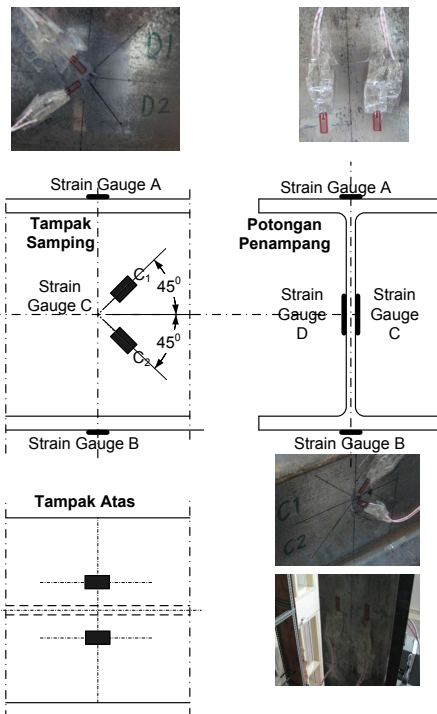 D1
D2
Strain Gauge A
Tampak
Samping
Strain
Gauge C
C1
45⁰
45⁰
C2
Strain Gauge B
Strain Gauge A
Potongan
Penampang
Strain
Gauge
D
Strain
Gauge
C
Strain Gauge B
Tampak Atas
C1
C2